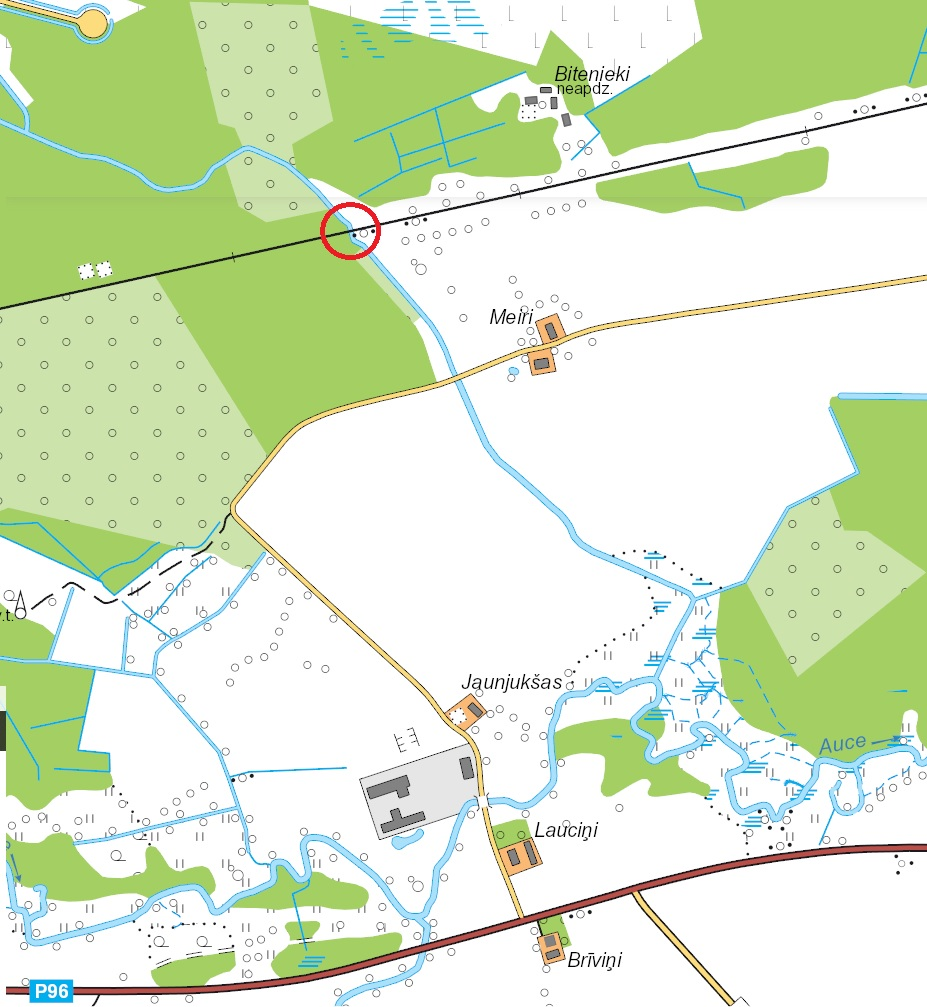 Bitenieki
neapdz.
Meiri
v.t.
Jaunjukšas
Auce
Lauciņi
Brīviņi
P96